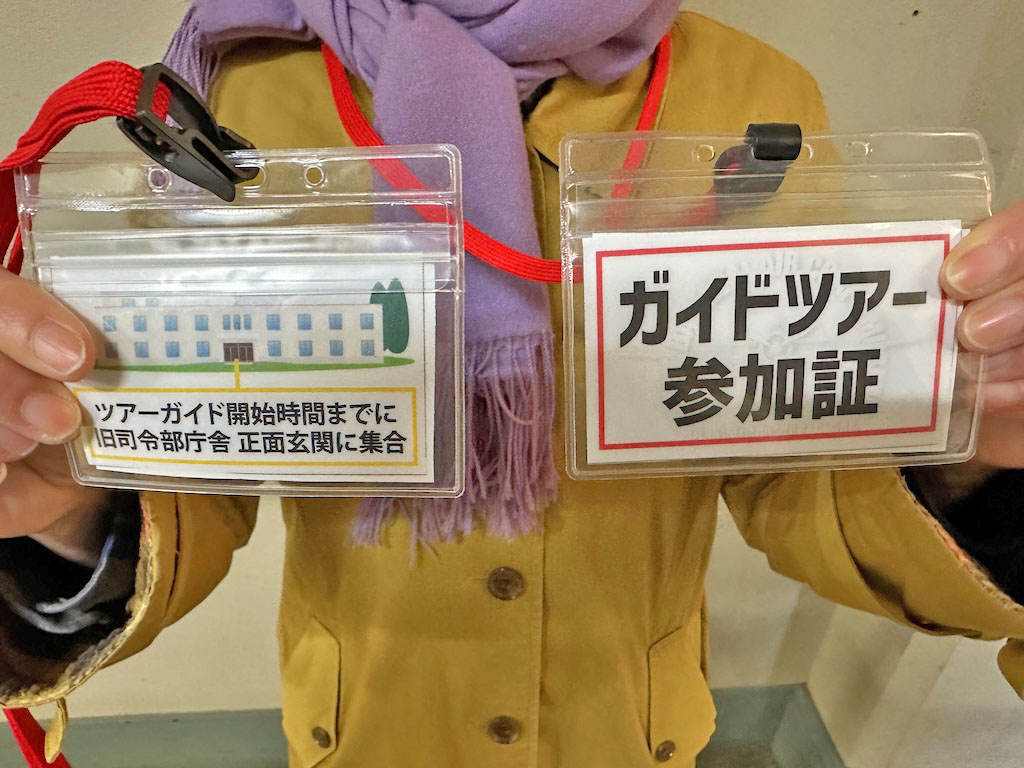 ツアーガイド開始時間までに
旧司令部庁舎 正面玄関に集合
ガイドツアー
参加証